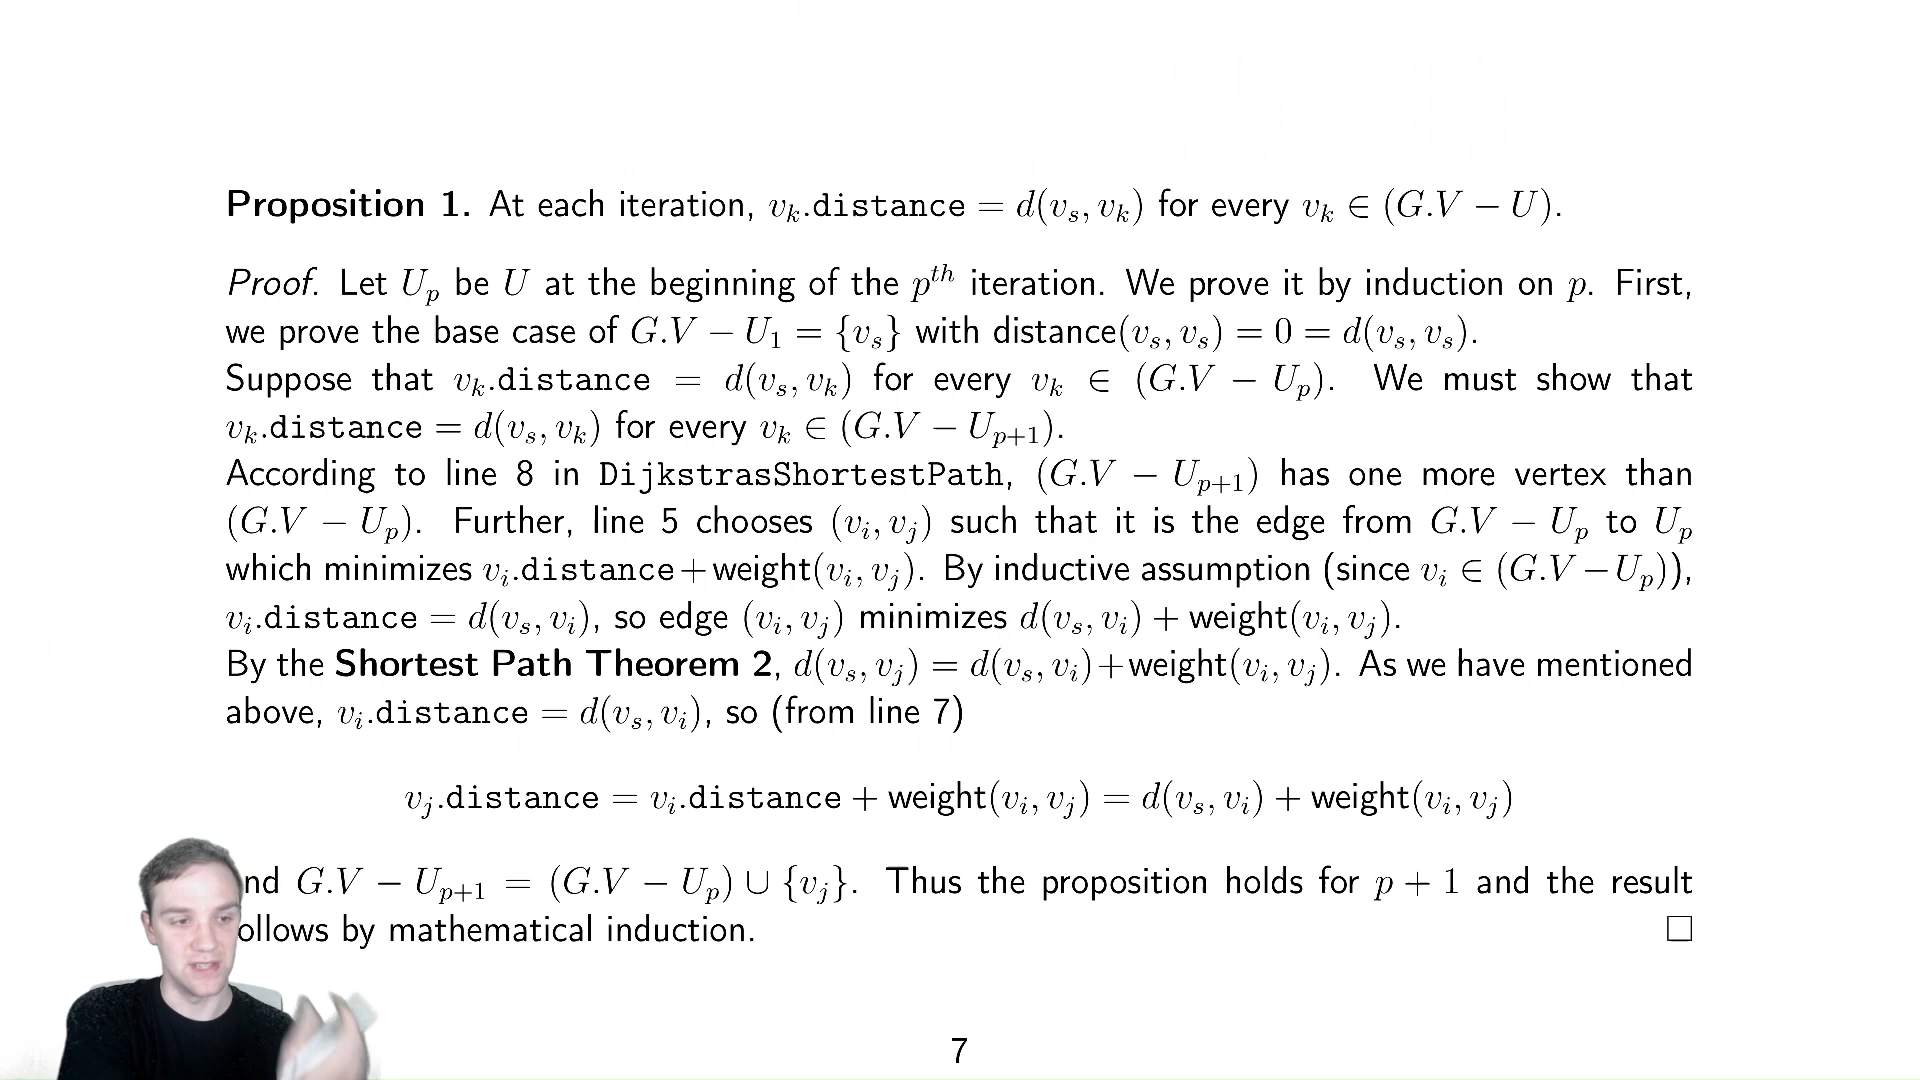 Proposition 1. At each iteration, v_k.distance = d(v_s, v_k) for every v_k ∈ (G.V − U).
Proof. Let U_p be U at the beginning of the p^{th} iteration. We prove it by induction on p. First,
we prove the base case of G.V − U_1 = {v_s} with distance(v_s, v_s) = 0 = d(v_s, v_s).
Suppose that v_k.distance = d(v_s, v_k) for every v_k ∈ (G.V − U_p). We must show that
v_k.distance = d(v_s, v_k) for every v_k ∈ (G.V − U_{p+1}).
According to line 8 in DijkstrasShortestPath, (G.V − U_{p+1}) has one more vertex than
(G.V − U_p). Further, line 5 chooses (v_i, v_j) such that it is the edge from G.V − U_p to U_p
which minimizes v_i.distance + weight(v_i, v_j). By inductive assumption (since v_i ∈ (G.V − U_p)),
v_i.distance = d(v_s, v_i), so edge (v_i, v_j) minimizes d(v_s, v_i) + weight(v_i, v_j).
By the Shortest Path Theorem 2, d(v_s, v_j) = d(v_s, v_i) + weight(v_i, v_j). As we have mentioned
above, v_i.distance = d(v_s, v_i), so (from line 7)
v_j.distance = v_i.distance + weight(v_i, v_j) = d(v_s, v_i) + weight(v_i, v_j)
nd G.V − U_{p+1} = (G.V − U_p) ∪ {v_j}. Thus the proposition holds for p + 1 and the result
ollows by mathematical induction. □
7